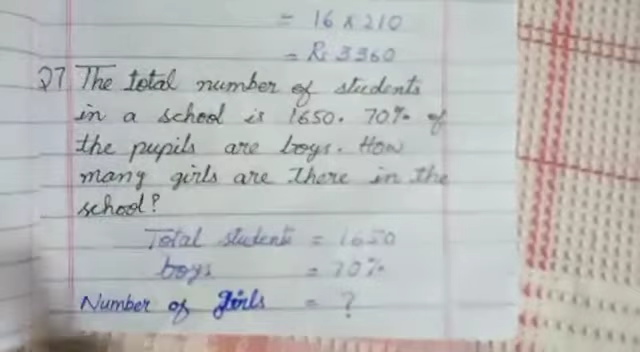 = 16 x 210
= Rs 3360
Q7 The total number of students
in a school is 1650. 70% of
the pupils are boys. How
many girls are there in the
school?
Total students = 1650
boys = 70%
Number of girls = ?